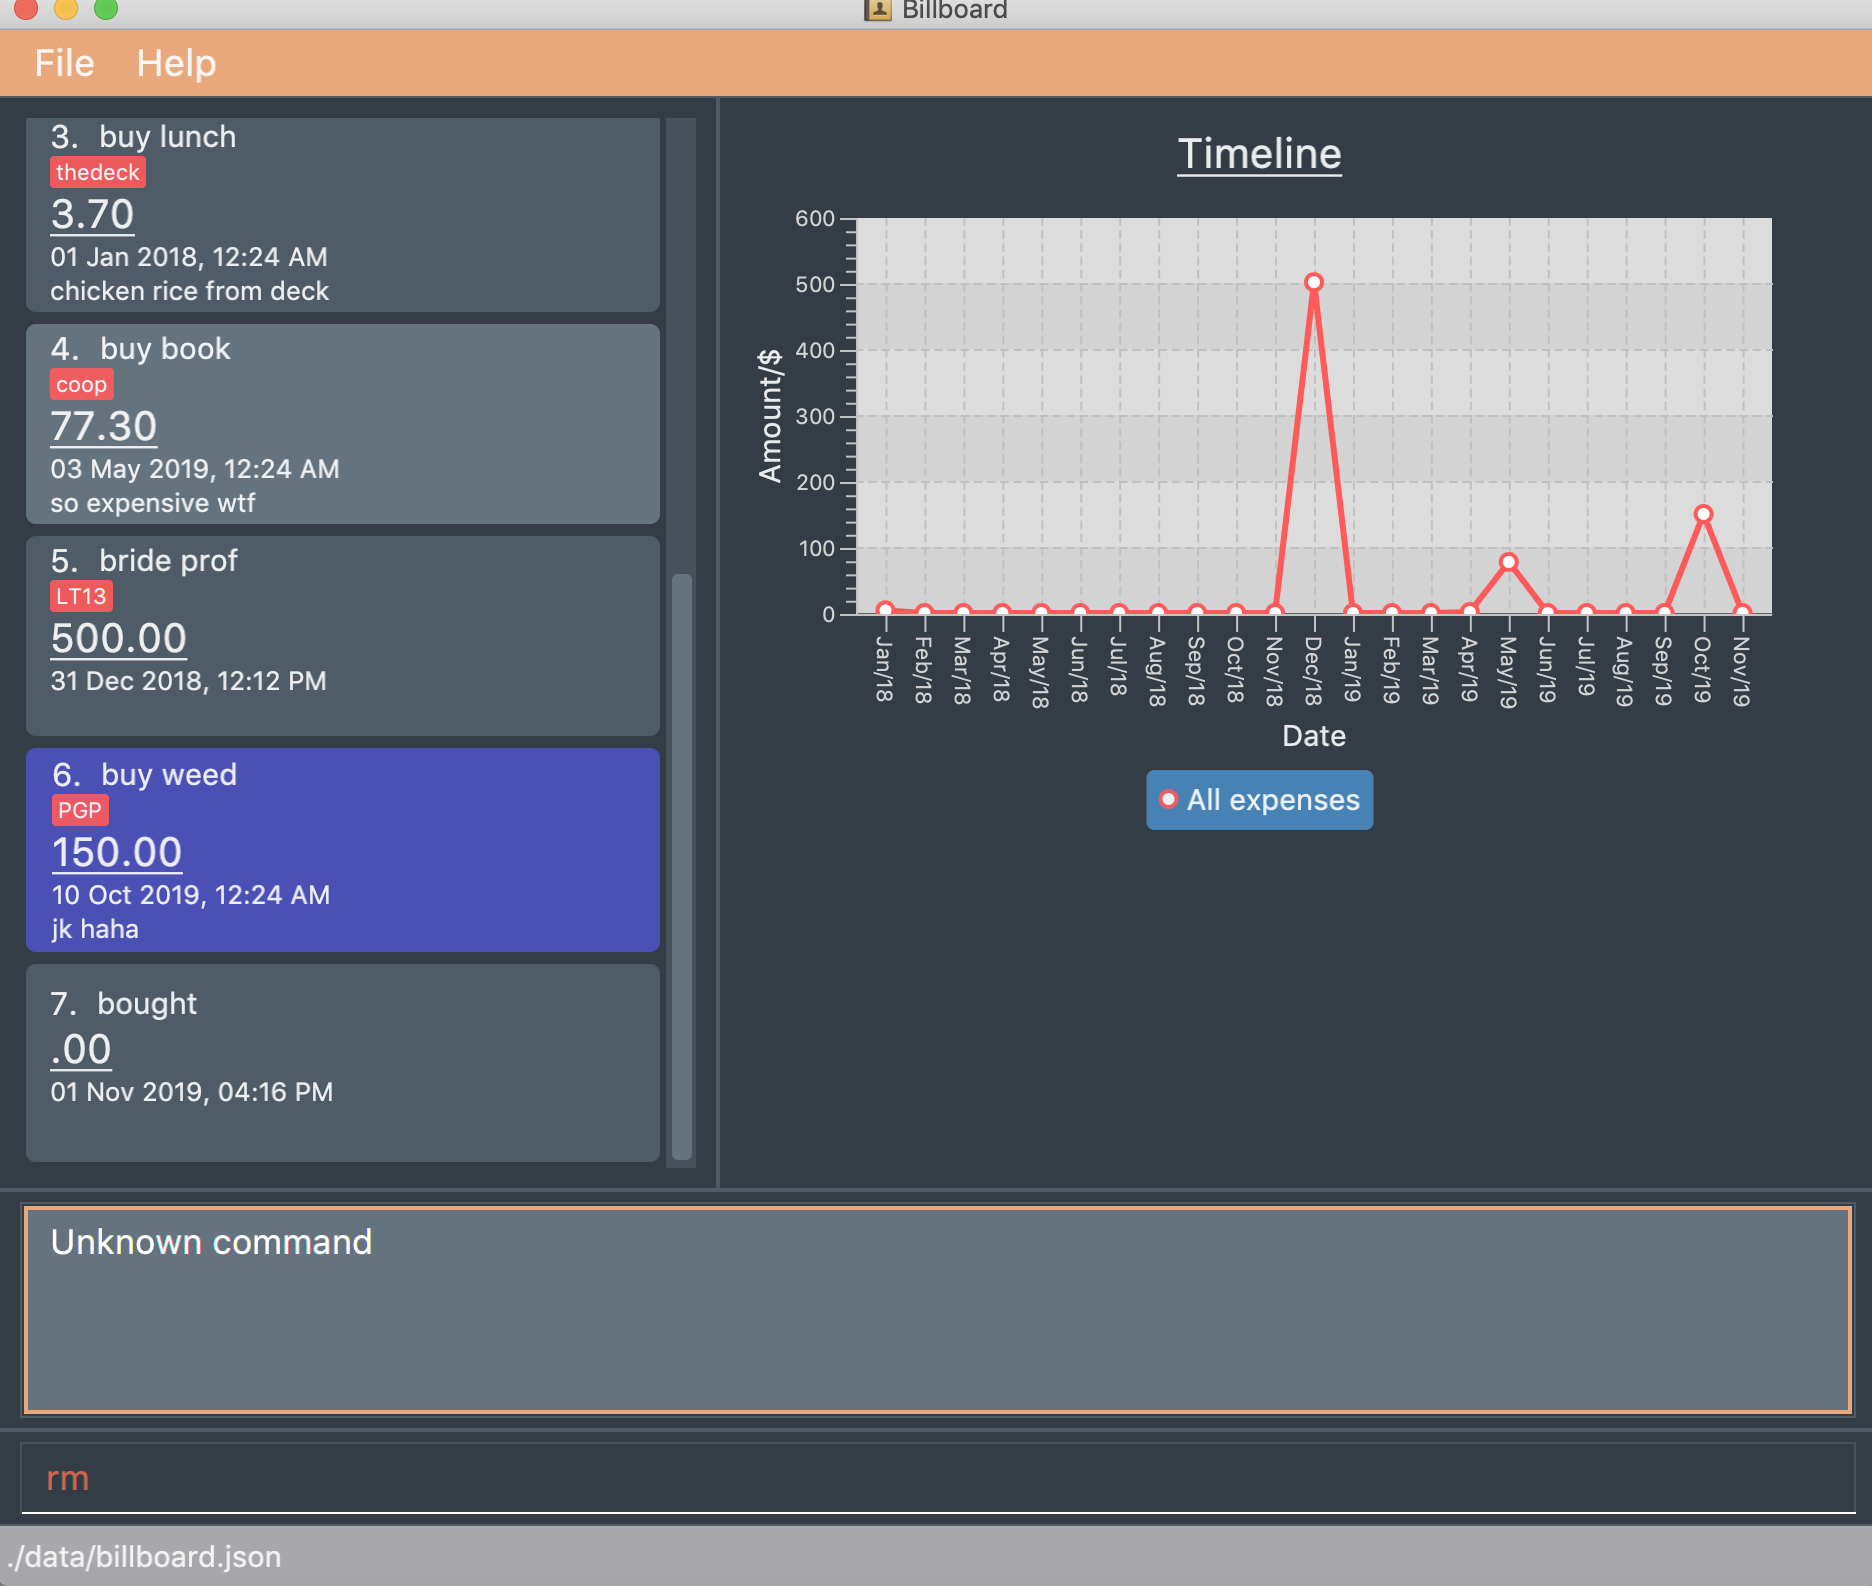 Billboard
File Help
3. buy lunch
thedeck
3.70
01 Jan 2018, 12:24 AM
chicken rice from deck
4. buy book
coop
77.30
03 May 2019, 12:24 AM
so expensive wtf
5. bride prof
LT13
500.00
31 Dec 2018, 12:12 PM
6. buy weed
PGP
150.00
10 Oct 2019, 12:24 AM
jk haha
7. bought
.00
01 Nov 2019, 04:16 PM
Timeline
Amount/$
600
500
400
300
200
100
0
Jan/18
Feb/18
Mar/18
Apr/18
May/18
Jun/18
Jul/18
Aug/18
Sep/18
Oct/18
Nov/18
Dec/18
Jan/19
Feb/19
Mar/19
Apr/19
May/19
Jun/19
Jul/19
Aug/19
Sep/19
Oct/19
Nov/19
Date
All expenses
Unknown command
rm
./data/billboard.json